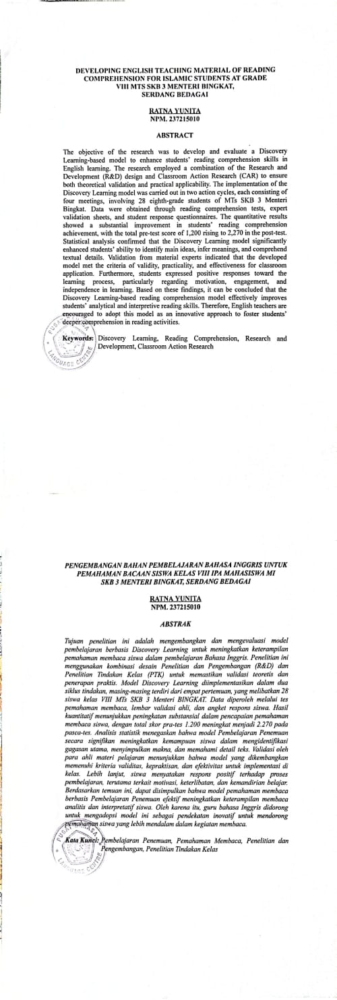 DEVELOPING ENGLISH TEACHING MATERIAL OF READING
COMPREHENSION FOR ISLAMIC STUDENTS AT GRADE
VIII MTS SKB 3 MENTERI BINGKAT,
SERDANG BEDAGAI
RATNA YUNITA
NPM. 237215010
ABSTRACT
The objective of the research was to develop and evaluate a Discovery
Learning-based model to enhance students' reading comprehension skills in
English learning. The research employed a combination of the Research and
Development (R&D) design and Classroom Action Research (CAR) to ensure
both theoretical validation and practical applicability. The implementation of the
Discovery Learning model was carried out in two action cycles, each consisting of
four meetings, involving 28 eighth-grade students of MTs SKB 3 Menteri
Bingkat. Data were obtained through reading comprehension tests, expert
validation sheets, and student response questionnaires. The quantitative results
showed a substantial improvement in students' reading comprehension
achievement, with the total pre-test score of 1,200 rising to 2,270 in the post-test.
Statistical analysis confirmed that the Discovery Learning model significantly
enhanced students' ability to identify main ideas, infer meanings, and comprehend
textual details. Validation from material experts indicated that the developed
model met the criteria of validity, practicality, and effectiveness for classroom
application. Furthermore, students expressed positive responses toward the
learning process, particularly regarding motivation, engagement, and
independence in learning. Based on these findings, it can be concluded that the
Discovery Learning-based reading comprehension model effectively improves
students' analytical and interpretive reading skills. Therefore, English teachers are
encouraged to adopt this model as an innovative approach to foster students'
deeper comprehension in reading activities.
Keywords: Discovery Learning, Reading Comprehension, Research and
Development, Classroom Action Research
PUSAT BAHASA
LANGUAGE CENTRE
PENGEMBANGAN BAHAN PEMBELAJARAN BAHASA INGGRIS UNTUK
PEMAHAMAN BACAAN SISWA KELAS VIII IPA MAHASISWA MI
SKB 3 MENTERI BINGKAT, SERDANG BEDAGAI
RATNA YUNITA
NPM. 237215010
ABSTRAK
Tujuan penelitian ini adalah mengembangkan dan mengevaluasi model
pembelajaran berbasis Discovery Learning untuk meningkatkan keterampilan
pemahaman membaca siswa dalam pembelajaran Bahasa Inggris. Penelitian ini
menggunakan kombinasi desain Penelitian dan Pengembangan (R&D) dan
Penelitian Tindakan Kelas (PTK) untuk memastikan validasi teoretis dan
penerapan praktis. Model Discovery Learning diimplementasikan dalam dua
siklus tindakan, masing-masing terdiri dari empat pertemuan, yang melibatkan 28
siswa kelas VIII MTs SKB 3 Menteri BINGKAT. Data diperoleh melalui tes
pemahaman membaca, lembar validasi ahli, dan angket respons siswa. Hasil
kuantitatif menunjukkan peningkatan substansial dalam pencapaian pemahaman
membaca siswa, dengan total skor pra-tes 1.200 meningkat menjadi 2.270 pada
pasca-tes. Analisis statistik menegaskan bahwa model Pembelajaran Penemuan
secara signifikan meningkatkan kemampuan siswa dalam mengidentifikasi
gagasan utama, menyimpulkan makna, dan memahami detail teks. Validasi oleh
para ahli materi pelajaran menunjukkan bahwa model yang dikembangkan
memenuhi kriteria validitas, kepraktisan, dan efektivitas untuk implementasi di
kelas. Lebih lanjut, siswa menyatakan respons positif terhadap proses
pembelajaran, terutama terkait motivasi, keterlibatan, dan kemandirian belajar.
Berdasarkan temuan ini, dapat disimpulkan bahwa model pemahaman membaca
berbasis Pembelajaran Penemuan efektif meningkatkan keterampilan membaca
analitis dan interpretatif siswa. Oleh karena itu, guru bahasa Inggris didorong
untuk mengadopsi model ini sebagai pendekatan inovatif untuk mendorong
pemahaman siswa yang lebih mendalam dalam kegiatan membaca.
Kata Kunci: Pembelajaran Penemuan, Pemahaman Membaca, Penelitian dan
Pengembangan, Penelitian Tindakan Kelas
PUSAT BAHASA
LANGUAGE CENTRE